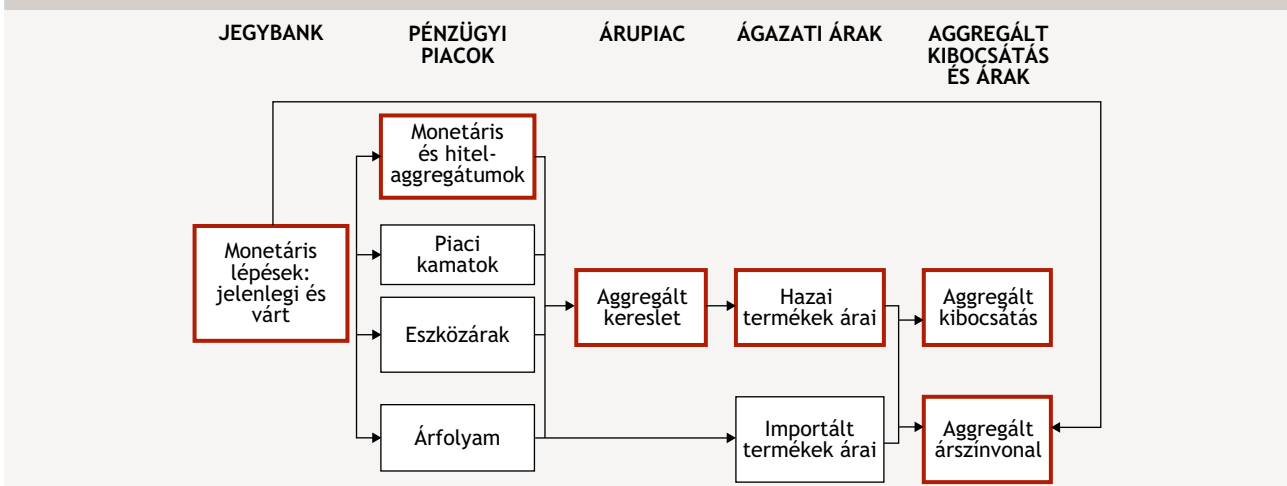 JEGYBANK
PÉNZÜGYI
PIACOK
ÁRUPIAC
ÁGAZATI ÁRAK
AGGREGÁLT
KIBOCSÁTÁS
ÉS ÁRAK
Monetáris
és hitel-
aggregátumok
Monetáris
lépések:
jelenlegi és
várt
Piaci
kamatok
Eszközárak
Árfolyam
Aggregált
kereslet
Hazai
termékek árai
Importált
termékek árai
Aggregált
kibocsátás
Aggregált
árszínvonal